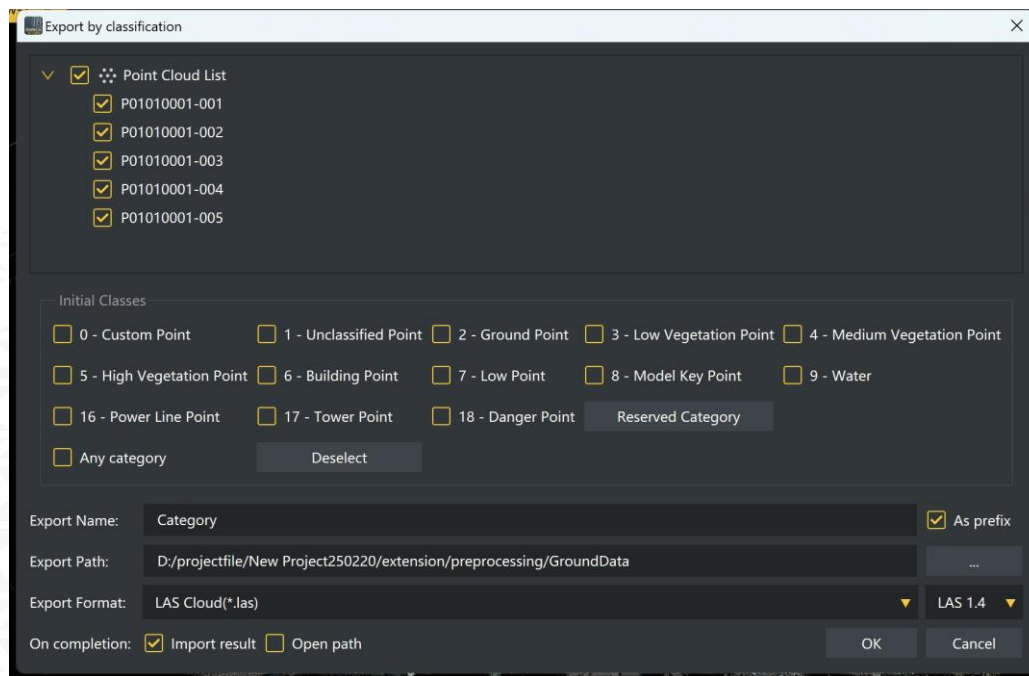 Export by classification
Point Cloud List
P01010001-001
P01010001-002
P01010001-003
P01010001-004
P01010001-005
Initial Classes
0 - Custom Point 1 - Unclassified Point 2 - Ground Point 3 - Low Vegetation Point 4 - Medium Vegetation Point
5 - High Vegetation Point 6 - Building Point 7 - Low Point 8 - Model Key Point 9 - Water
16 - Power Line Point 17 - Tower Point 18 - Danger Point Reserved Category
Any category Deselect
Export Name: Category As prefix
Export Path: D:/projectfile/New Project250220/extension/preprocessing/GroundData ...
Export Format: LAS Cloud(*.las) LAS 1.4
On completion: Import result Open path OK Cancel